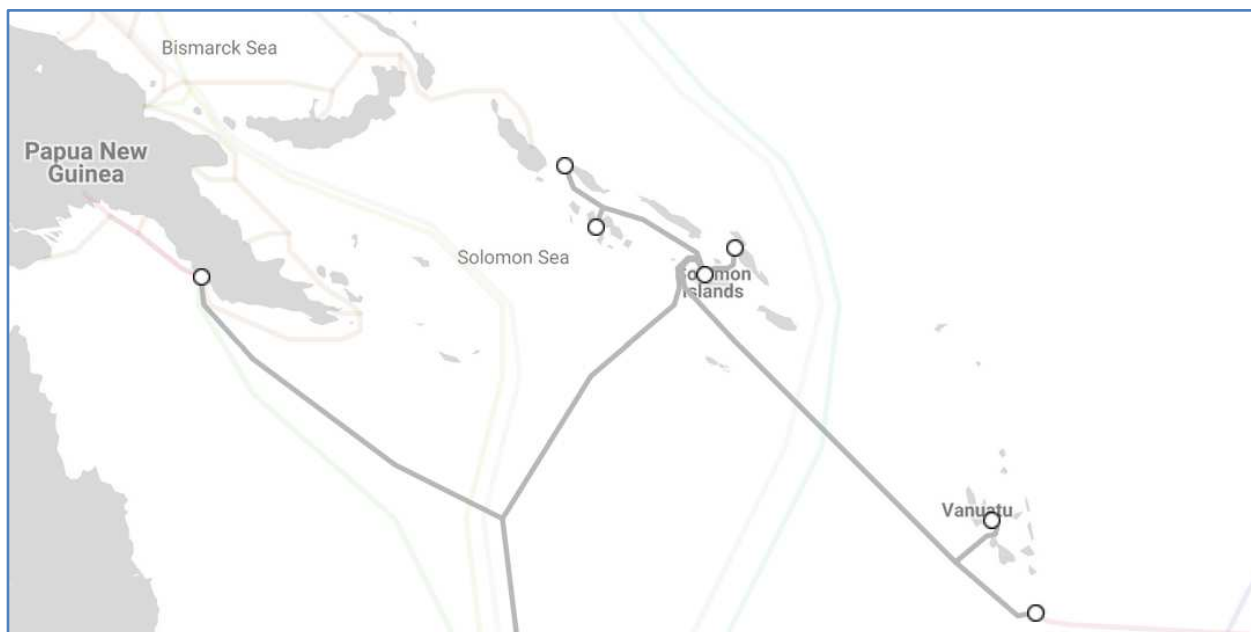 Bismarck Sea
Papua New
Guinea
Solomon Sea
Solomon
Islands
Vanuatu